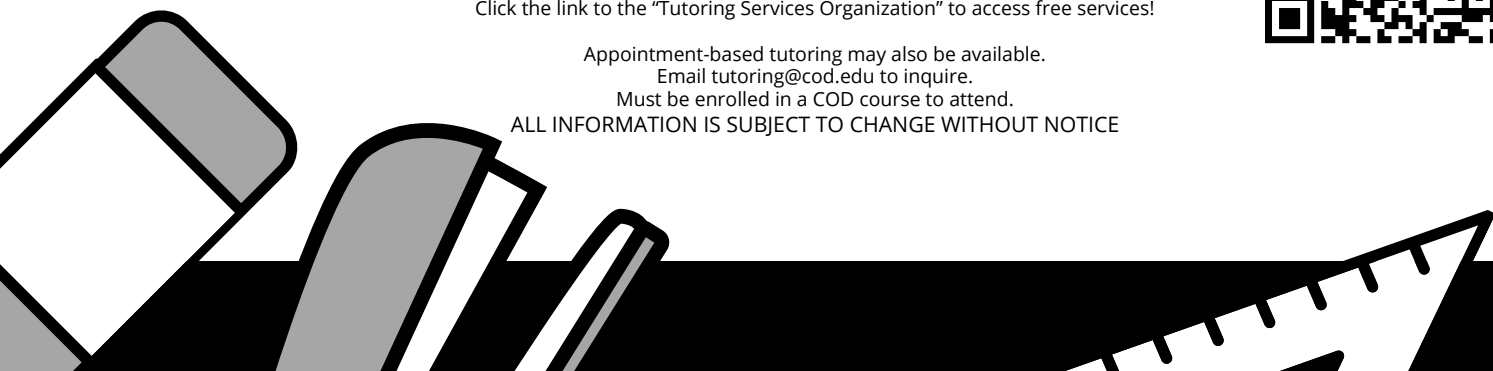 Click the link to the “Tutoring Services Organization” to access free services!
Appointment-based tutoring may also be available.
Email tutoring@cod.edu to inquire.
Must be enrolled in a COD course to attend.
ALL INFORMATION IS SUBJECT TO CHANGE WITHOUT NOTICE